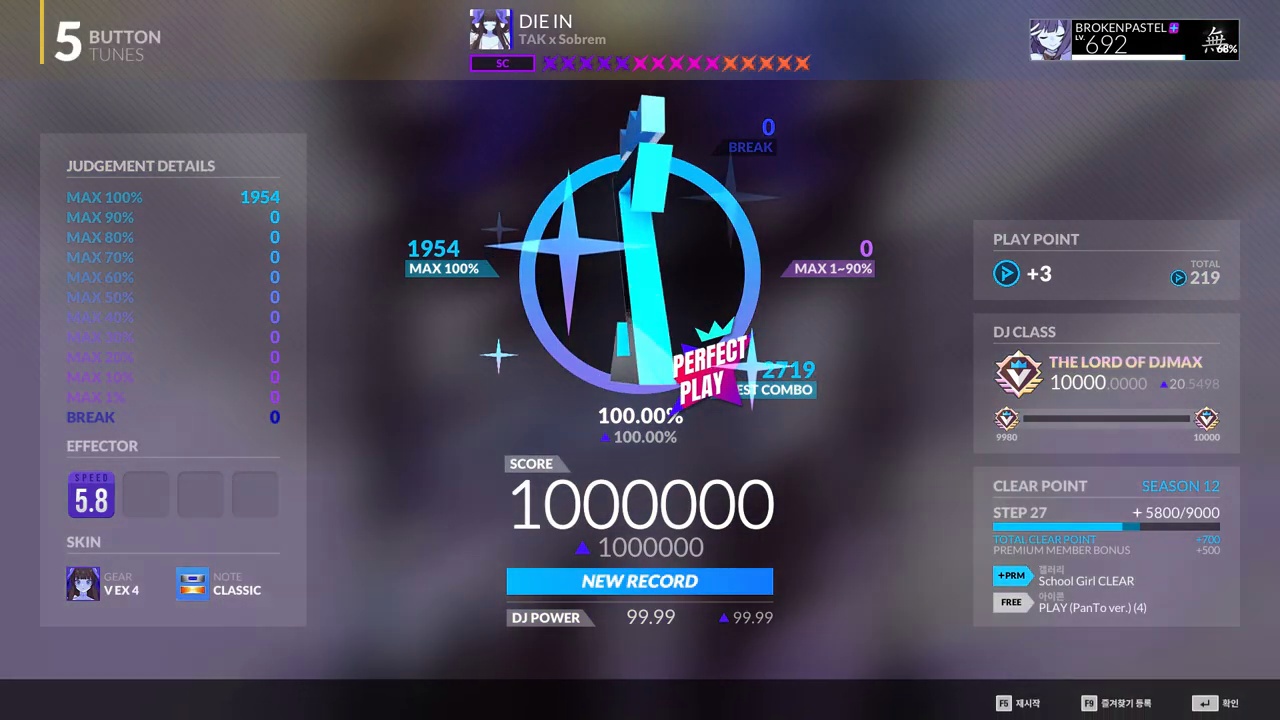 5 BUTTON TUNES
DIE IN
TAK x Sobrem
SC
BROKENPASTEL
LV. 692
無
68%
JUDGEMENT DETAILS
MAX 100% 1954
MAX 90% 0
MAX 80% 0
MAX 70% 0
MAX 60% 0
MAX 50% 0
MAX 40% 0
MAX 30% 0
MAX 20% 0
MAX 10% 0
MAX 1% 0
BREAK 0
EFFECTOR
SPEED
5.8
SKIN
GEAR
V EX 4
NOTE
CLASSIC
0
BREAK
1954
MAX 100%
0
MAX 1~90%
PERFECT PLAY
2719
EST COMBO
100.00%
▲ 100.00%
SCORE
1000000
▲ 1000000
NEW RECORD
DJ POWER 99.99 ▲ 99.99
PLAY POINT
+3
TOTAL
219
DJ CLASS
THE LORD OF DJMAX
10000.0000 ▲20.5498
9980 10000
CLEAR POINT SEASON 12
STEP 27 + 5800/9000
TOTAL CLEAR POINT +700
PREMIUM MEMBER BONUS +500
+PRM 갤러리
School Girl CLEAR
FREE 아이콘
PLAY (PanTo ver.) (4)
F5 재시작 F9 즐겨찾기 등록 ↵ 확인